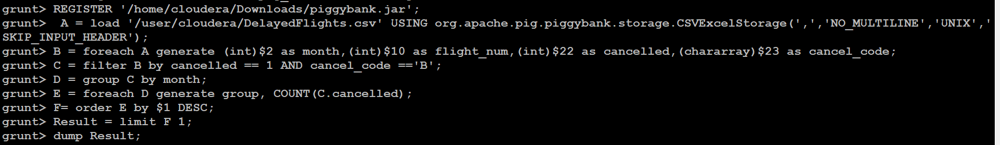 grunt> REGISTER '/home/cloudera/Downloads/piggybank.jar';
grunt>  A = load '/user/cloudera/DelayedFlights.csv' USING org.apache.pig.piggybank.storage.CSVExcelStorage(',','NO_MULTILINE','UNIX','
SKIP_INPUT_HEADER');
grunt> B = foreach A generate (int)$2 as month,(int)$10 as flight_num,(int)$22 as cancelled,(chararray)$23 as cancel_code;
grunt> C = filter B by cancelled == 1 AND cancel_code =='B';
grunt> D = group C by month;
grunt> E = foreach D generate group, COUNT(C.cancelled);
grunt> F= order E by $1 DESC;
grunt> Result = limit F 1;
grunt> dump Result;